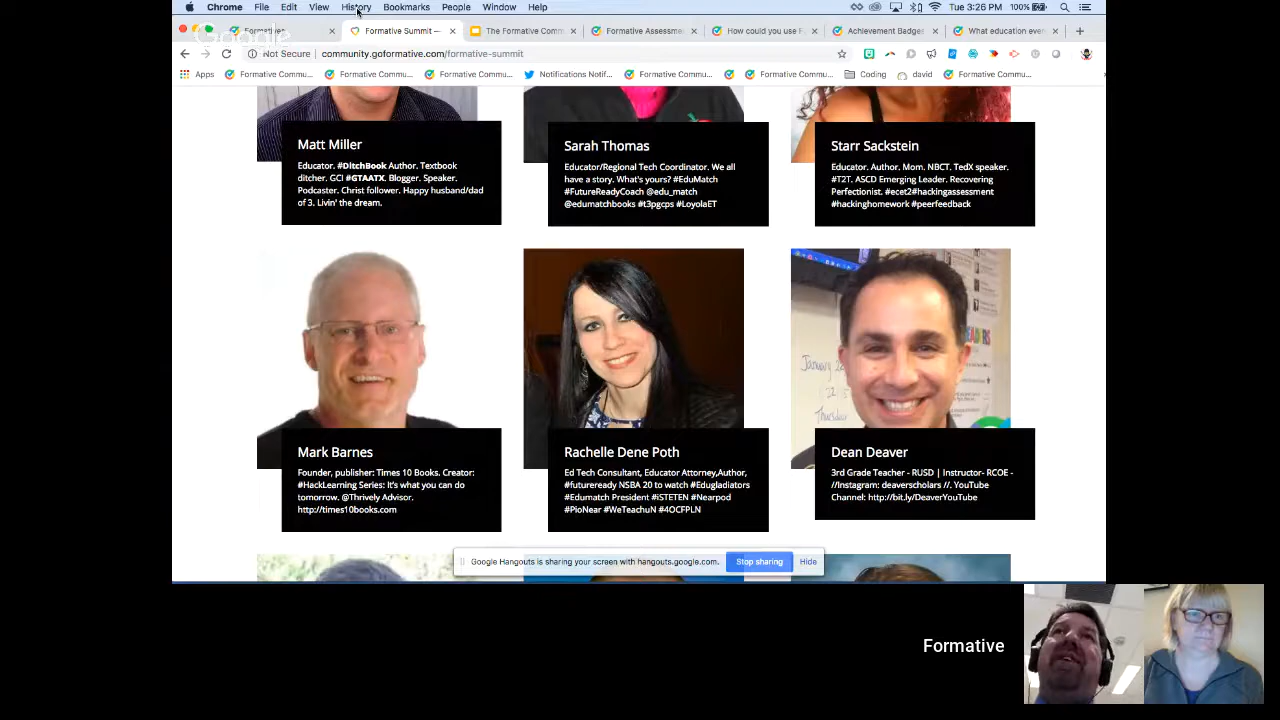 Chrome File Edit View History Bookmarks People Window Help Tue 3:26 PM 100%
Google
Formative Summit — The Formative Comm Formative Assessme How could you use F Achievement Badge What education ever
Not Secure community.goformative.com/formative-summit
Apps Formative Commu... Formative Commu... Formative Commu... Notifications Notif... Formative Commu... Formative Commu... Coding david Formative Commu...
Matt Miller
Educator. #DitchBook Author. Textbook
ditcher. GCI #GTAATX. Blogger. Speaker.
Podcaster. Christ follower. Happy husband/dad
of 3. Livin' the dream.
Sarah Thomas
Educator/Regional Tech Coordinator. We all
have a story. What's yours? #EduMatch
#FutureReadyCoach @edu_match
@edumatchbooks #t3pgcps #LoyolaET
Starr Sackstein
Educator. Author. Mom. NBCT. TedX speaker.
#T2T. ASCD Emerging Leader. Recovering
Perfectionist. #ecet2#hackingassessment
#hackinghomework #peerfeedback
Mark Barnes
Founder, publisher: Times 10 Books. Creator:
#HackLearning Series: It's what you can do
tomorrow. @Thrively Advisor.
http://times10books.com
Rachelle Dene Poth
Ed Tech Consultant, Educator Attorney,Author,
#futureready NSBA 20 to watch #Edugladiators
#Edumatch President #ISTETEN #Nearpod
#PioNear #WeTeachuN #4OCFPLN
January
Thursday
Dean Deaver
3rd Grade Teacher - RUSD | Instructor- RCOE -
//Instagram: deaverscholars //. YouTube
Channel: http://bit.ly/DeaverYouTube
Google Hangouts is sharing your screen with hangouts.google.com. Stop sharing Hide
Formative